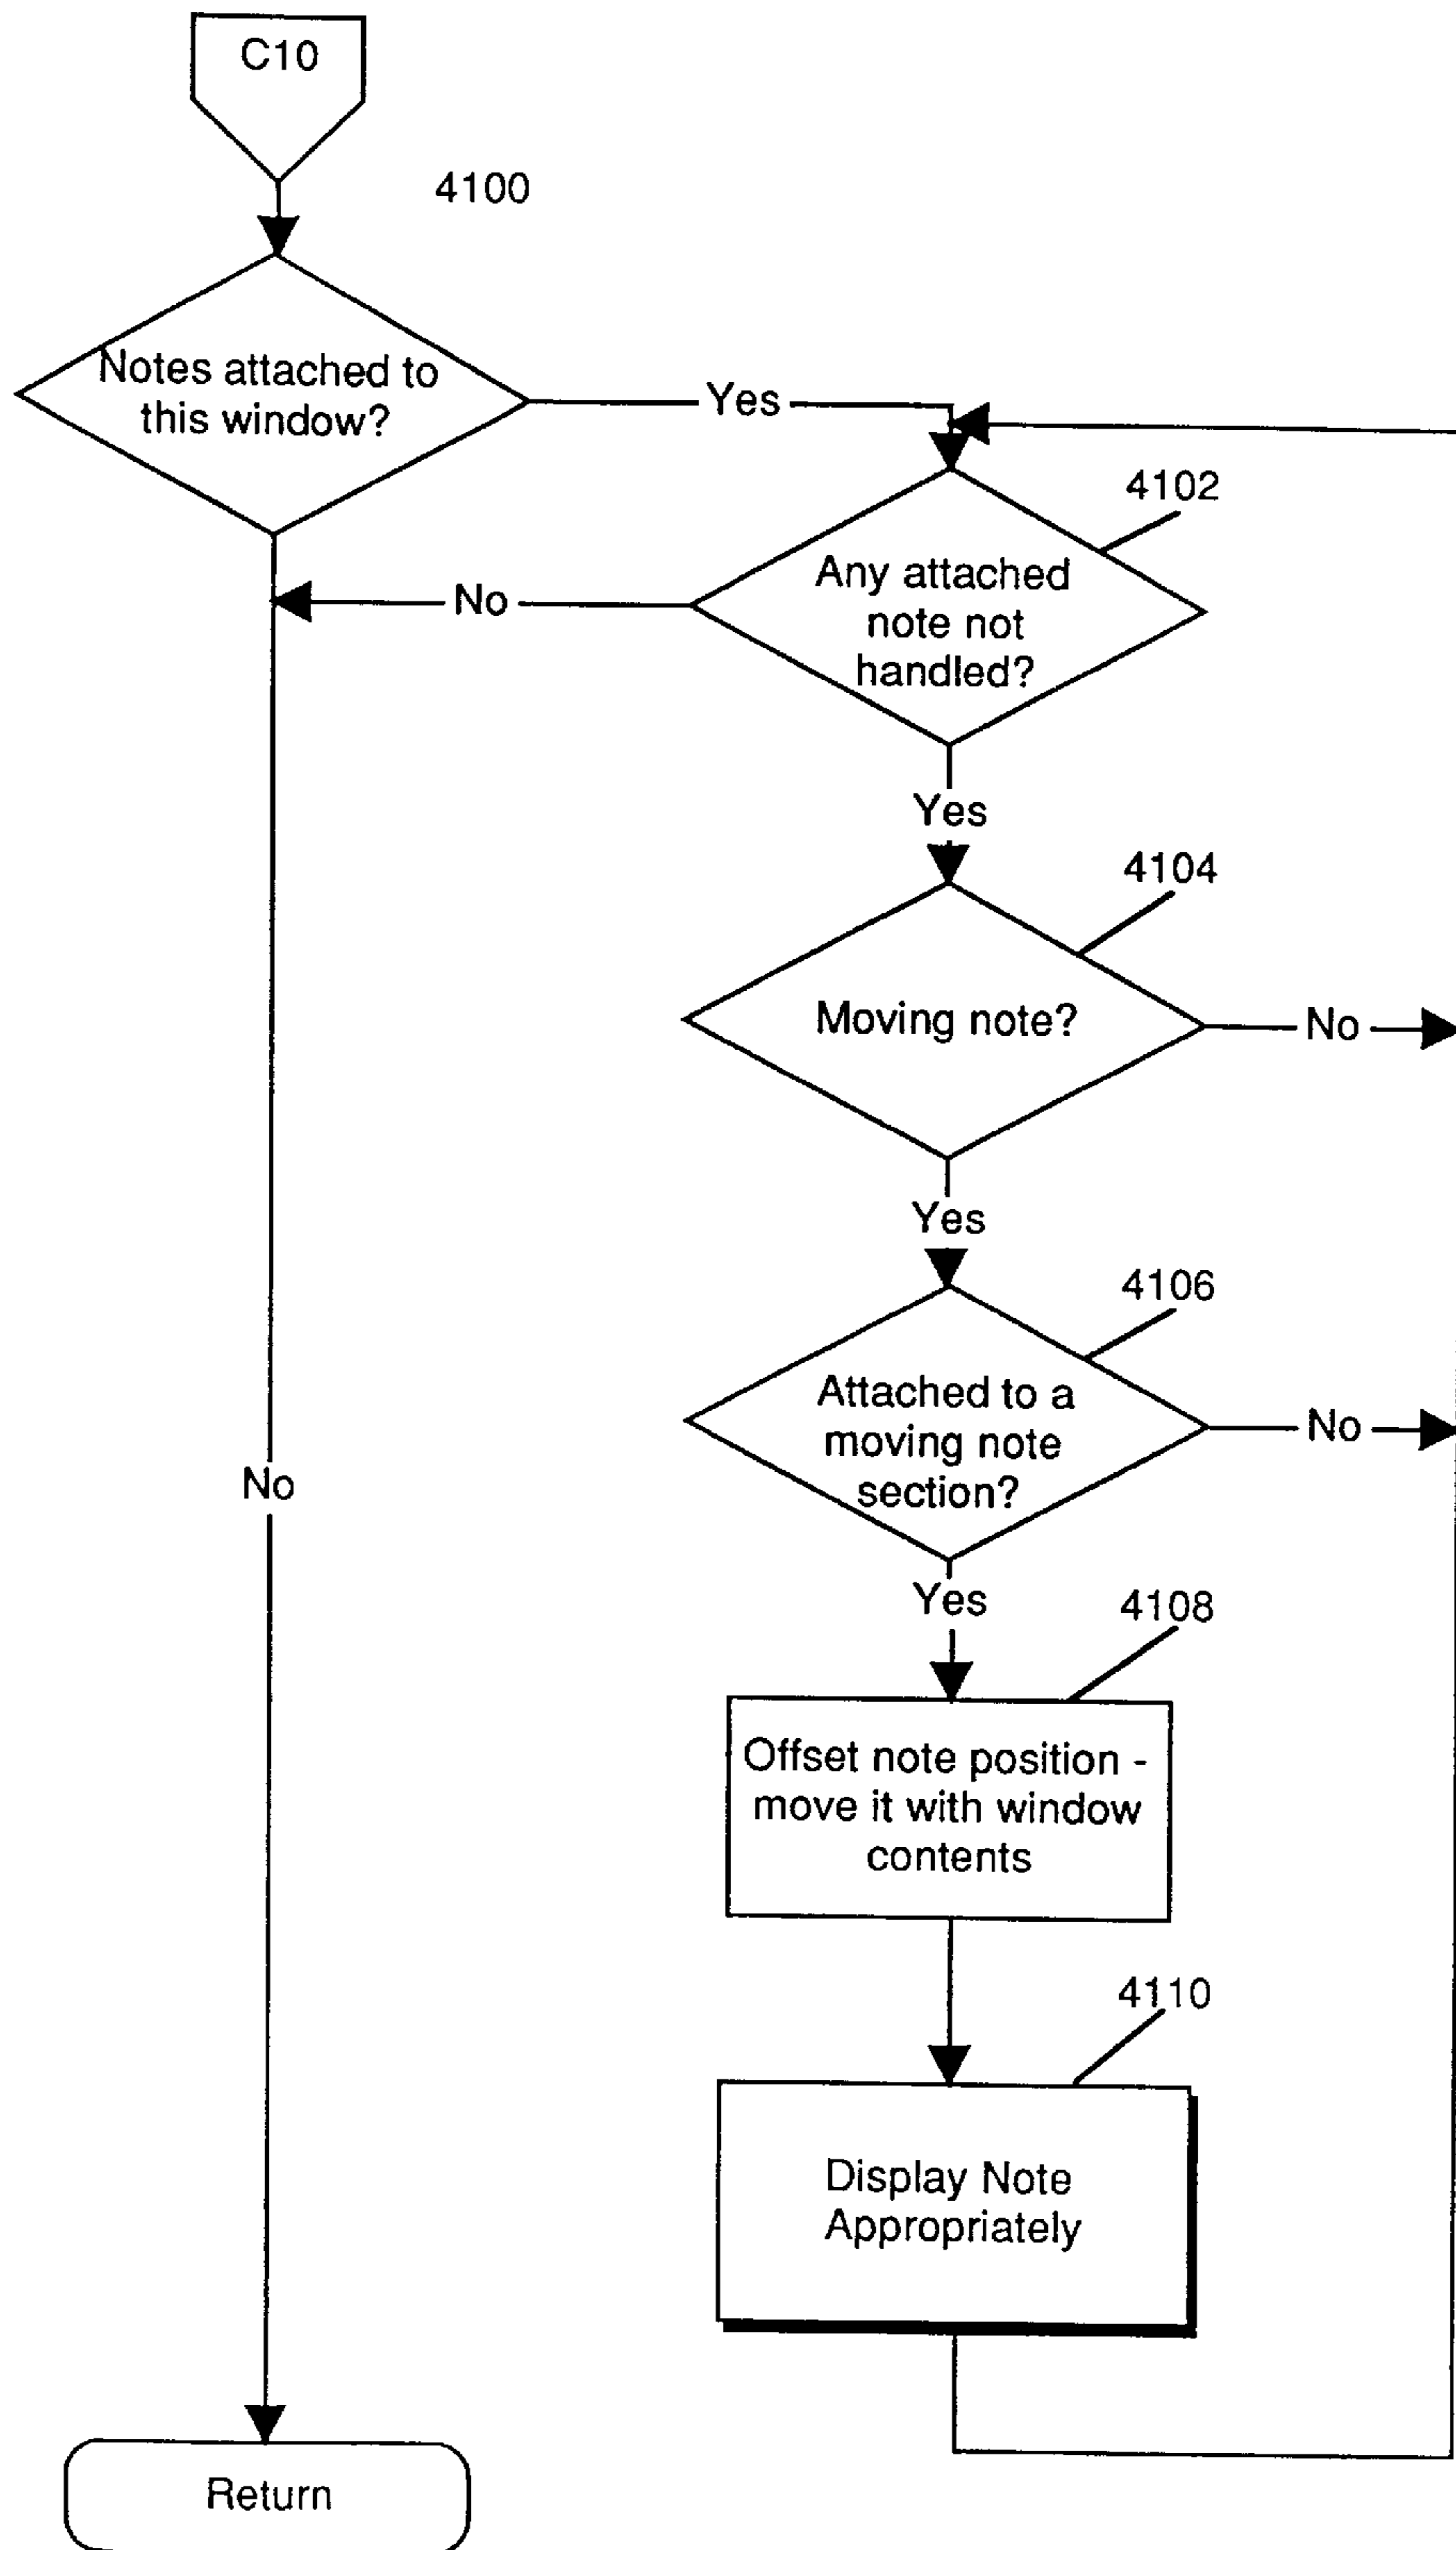 C10
4100
Notes attached to
this window?
Yes
4102
Any attached
note not
handled?
No
Yes
4104
Moving note?
No
Yes
4106
Attached to a
moving note
section?
No
No
Yes
4108
Offset note position -
move it with window
contents
4110
Display Note
Appropriately
Return